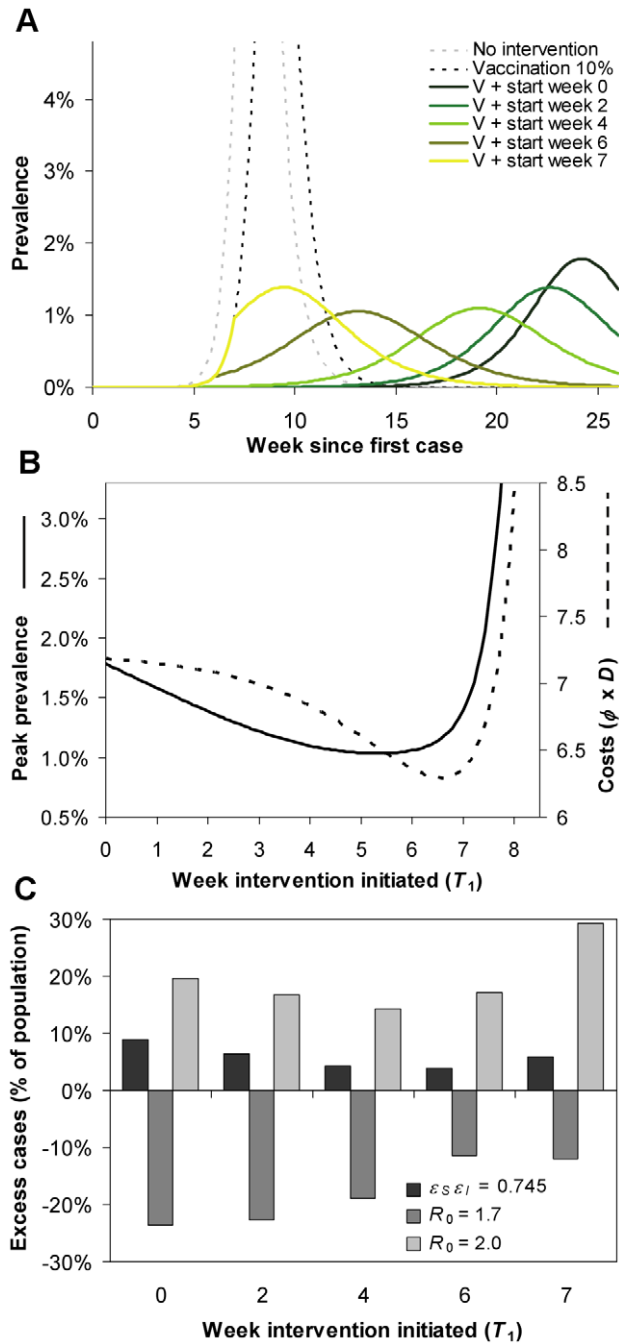 A
No intervention
Vaccination 10%
V + start week 0
V + start week 2
V + start week 4
V + start week 6
V + start week 7
Prevalence
4%
3%
2%
1%
0%
0 5 10 15 20 25
Week since first case
B
Peak prevalence
3.0%
2.5%
2.0%
1.5%
1.0%
0.5%
8.5
8
7.5
7
6.5
6
Costs (ϕ x D)
0 1 2 3 4 5 6 7 8
Week intervention initiated (T₁)
C
Excess cases (% of population)
30%
20%
10%
0%
-10%
-20%
-30%
ε_S ε_I = 0.745
R₀ = 1.7
R₀ = 2.0
0 2 4 6 7
Week intervention initiated (T₁)